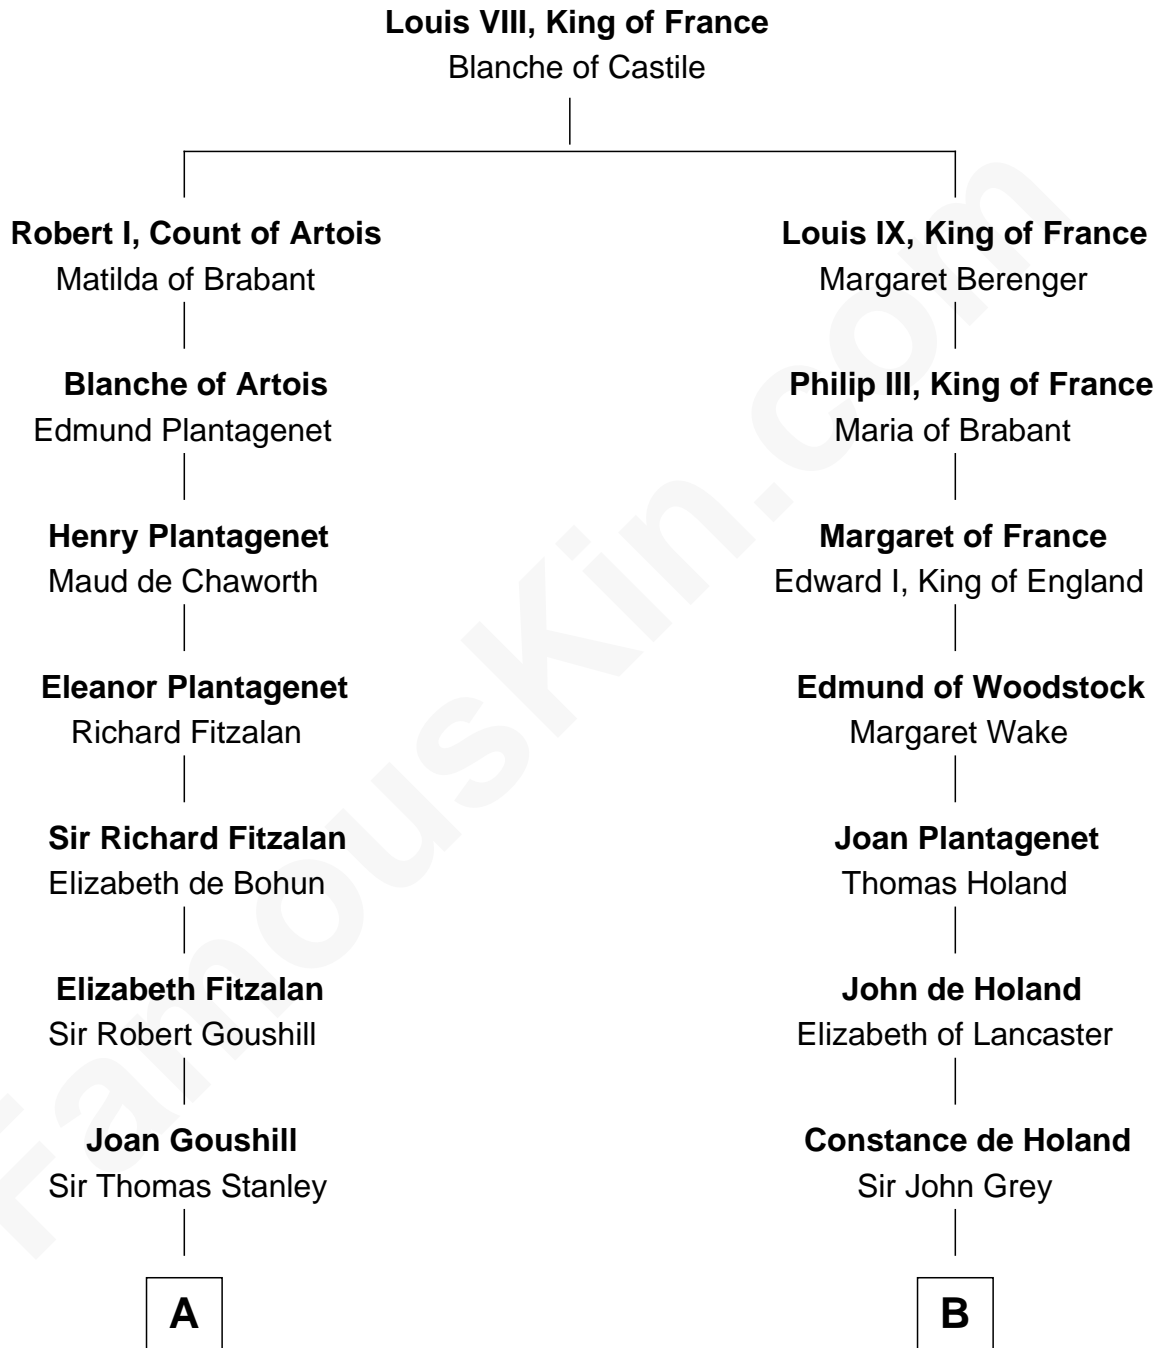 Louis VIII, King of France
Blanche of Castile
Robert I, Count of Artois
Matilda of Brabant
Louis IX, King of France
Margaret Berenger
Blanche of Artois
Edmund Plantagenet
Philip III, King of France
Maria of Brabant
Henry Plantagenet
Maud de Chaworth
Margaret of France
Edward I, King of England
Eleanor Plantagenet
Richard Fitzalan
Edmund of Woodstock
Margaret Wake
Sir Richard Fitzalan
Elizabeth de Bohun
Joan Plantagenet
Thomas Holand
Elizabeth Fitzalan
Sir Robert Goushill
John de Holand
Elizabeth of Lancaster
Joan Goushill
Sir Thomas Stanley
Constance de Holand
Sir John Grey
A
B
FamousKin.com